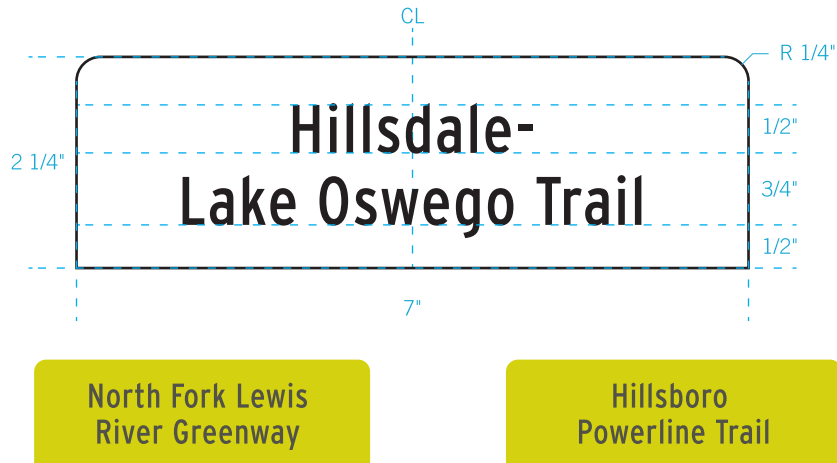 CL
R 1/4"
Hillsdale-
1/2"
2 1/4"
Lake Oswego Trail
3/4"
1/2"
7"
North Fork Lewis
River Greenway
Hillsboro
Powerline Trail